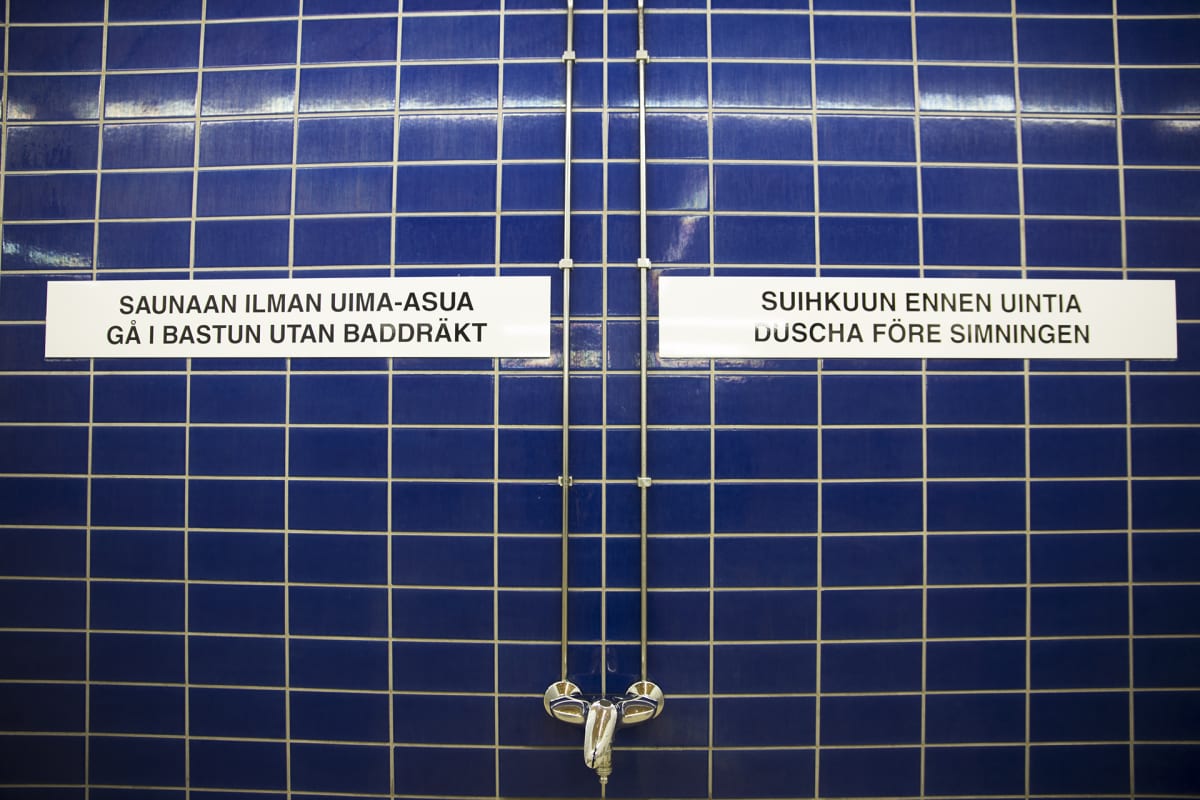 SAUNAAN ILMAN UIMA-ASUA
GÅ I BASTUN UTAN BADDRÄKT
SUIHKUUN ENNEN UINTIA
DUSCHA FÖRE SIMNINGEN